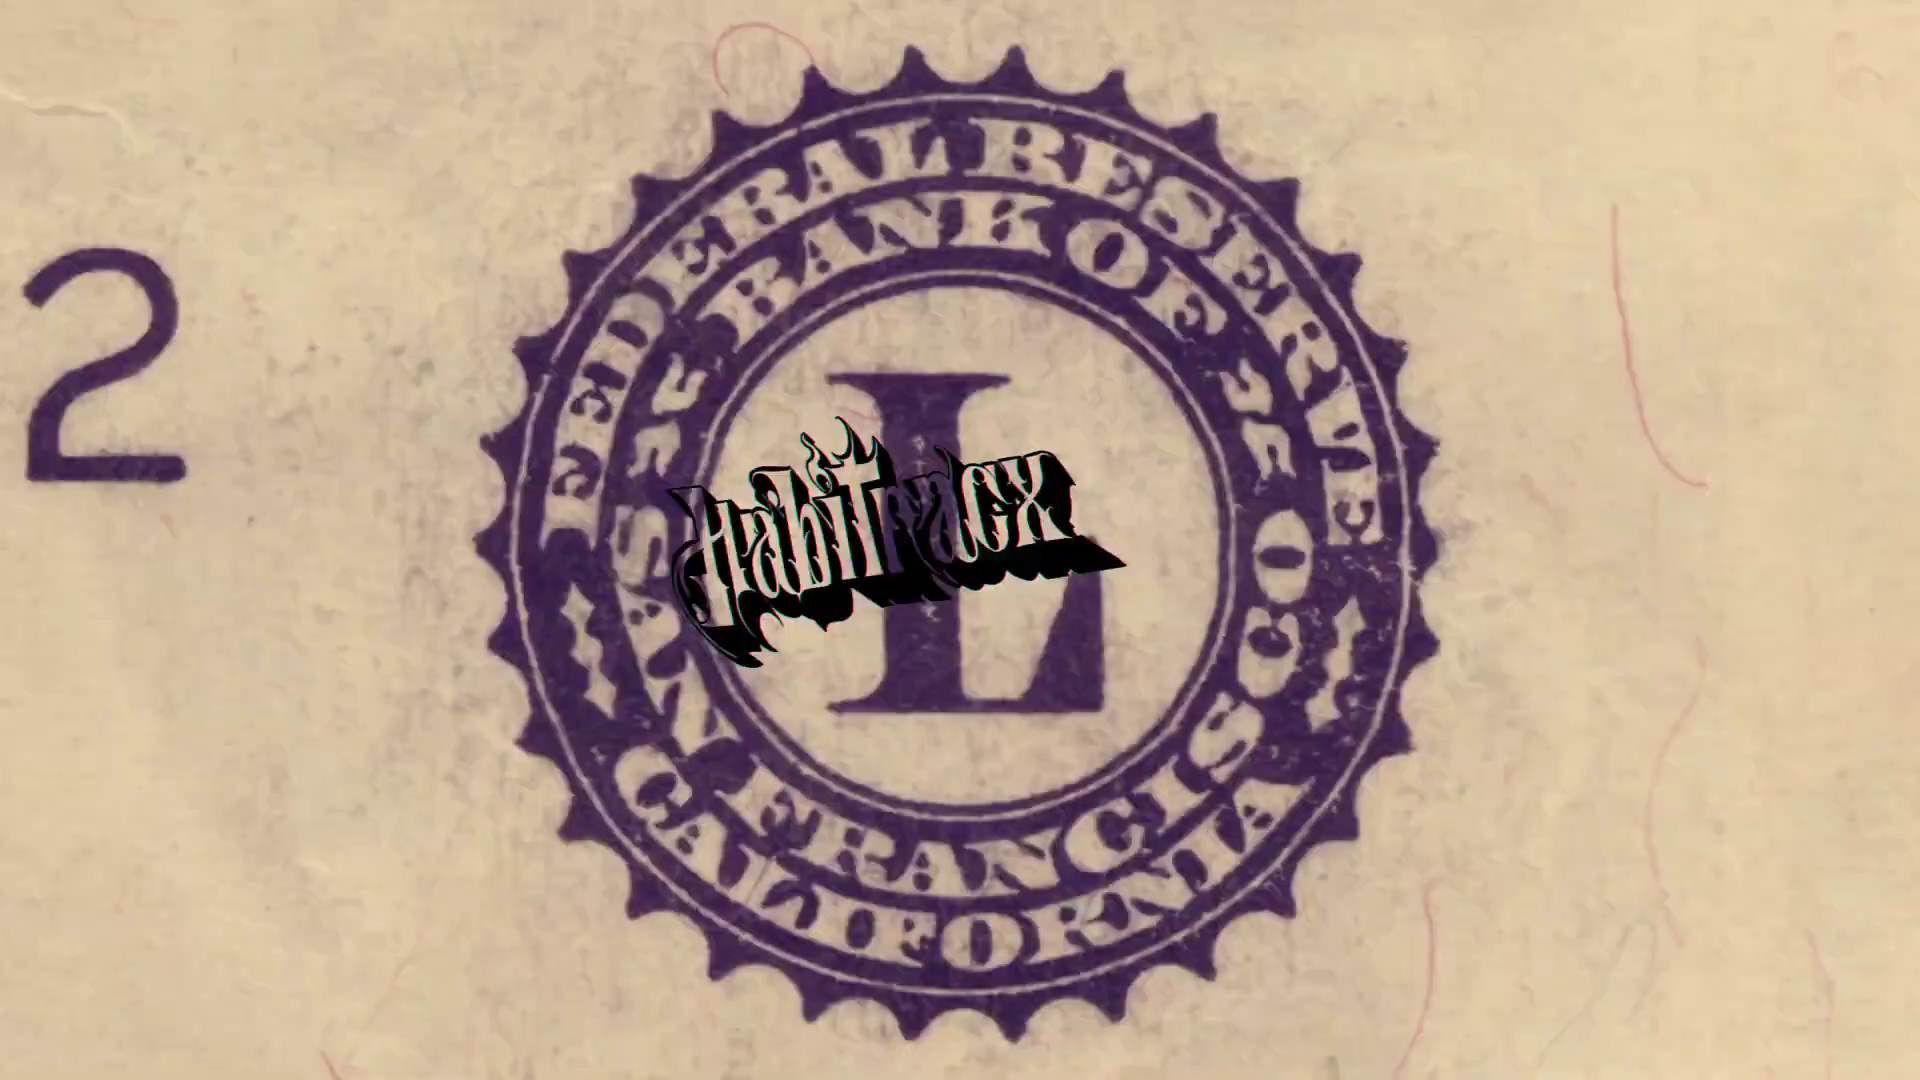 2
FEDERAL RESERVE
BANK OF
SAN FRANCISCO
CALIFORNIA
L